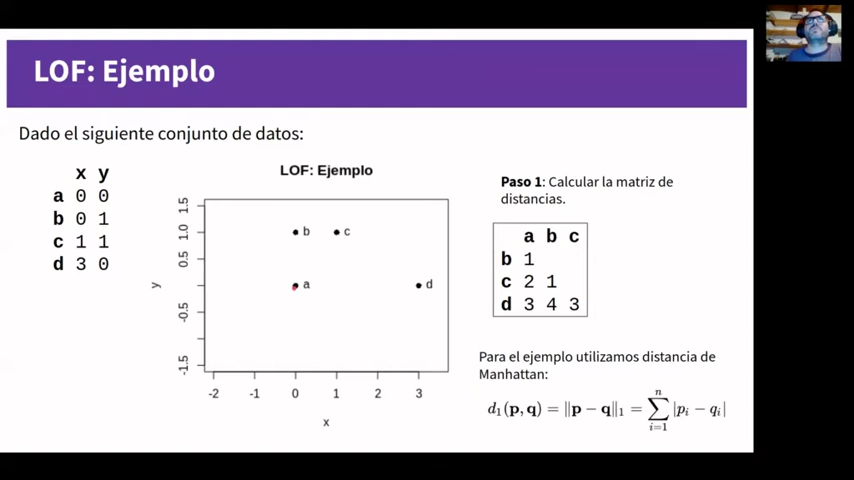 LOF: Ejemplo
Dado el siguiente conjunto de datos:
x y
a 0 0
b 0 1
c 1 1
d 3 0
LOF: Ejemplo
1.5
1.0
0.5
-0.5
-1.5
y
b
c
a
d
-2 -1 0 1 2 3
x
Paso 1: Calcular la matriz de
distancias.
a b c
b 1
c 2 1
d 3 4 3
Para el ejemplo utilizamos distancia de
Manhattan:
d₁(p, q) = ‖p − q‖₁ = ∑ⁿᵢ₌₁ |pᵢ − qᵢ|